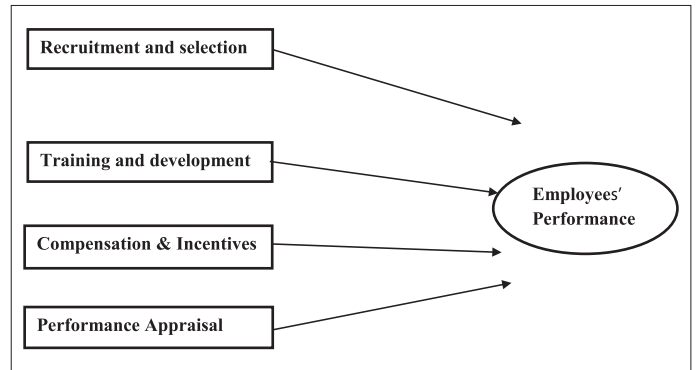 Recruitment and selection
Training and development
Employees'
Performance
Compensation & Incentives
Performance Appraisal